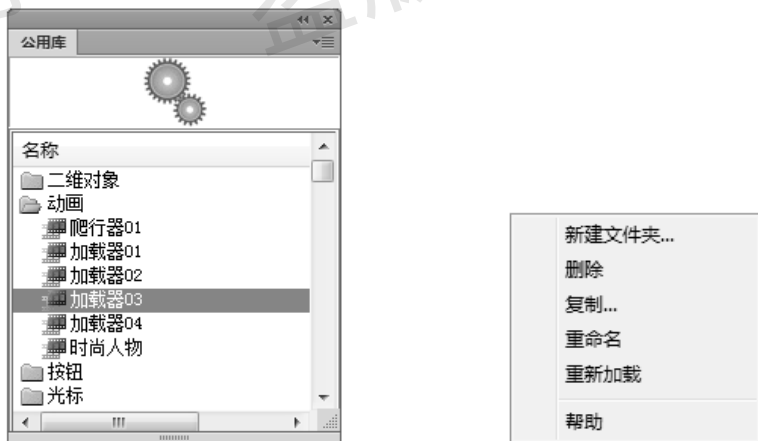 公用库
名称
二维对象
动画
爬行器01
加载器01
加载器02
加载器03
加载器04
时尚人物
按钮
光标
新建文件夹...
删除
复制...
重命名
重新加载
帮助